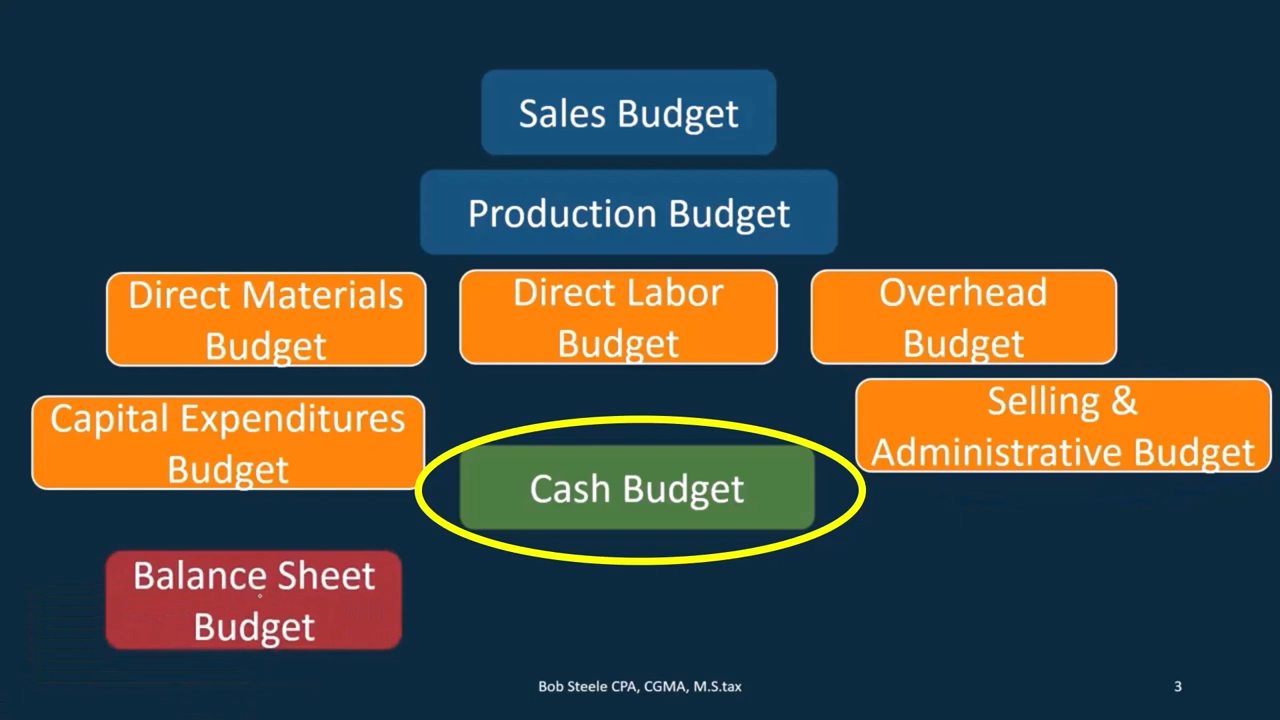 Sales Budget
Production Budget
Direct Materials
Budget
Direct Labor
Budget
Overhead
Budget
Capital Expenditures
Budget
Cash Budget
Selling &
Administrative Budget
Balance Sheet
Budget
Bob Steele CPA, CGMA, M.S.tax
3